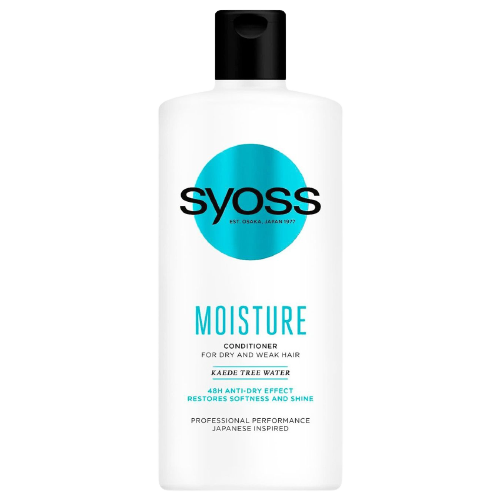 syoss
EST. OSAKA, JAPAN 1977
MOISTURE
CONDITIONER
FOR DRY AND WEAK HAIR
KAEDE TREE WATER
48H ANTI-DRY EFFECT
RESTORES SOFTNESS AND SHINE
PROFESSIONAL PERFORMANCE
JAPANESE INSPIRED